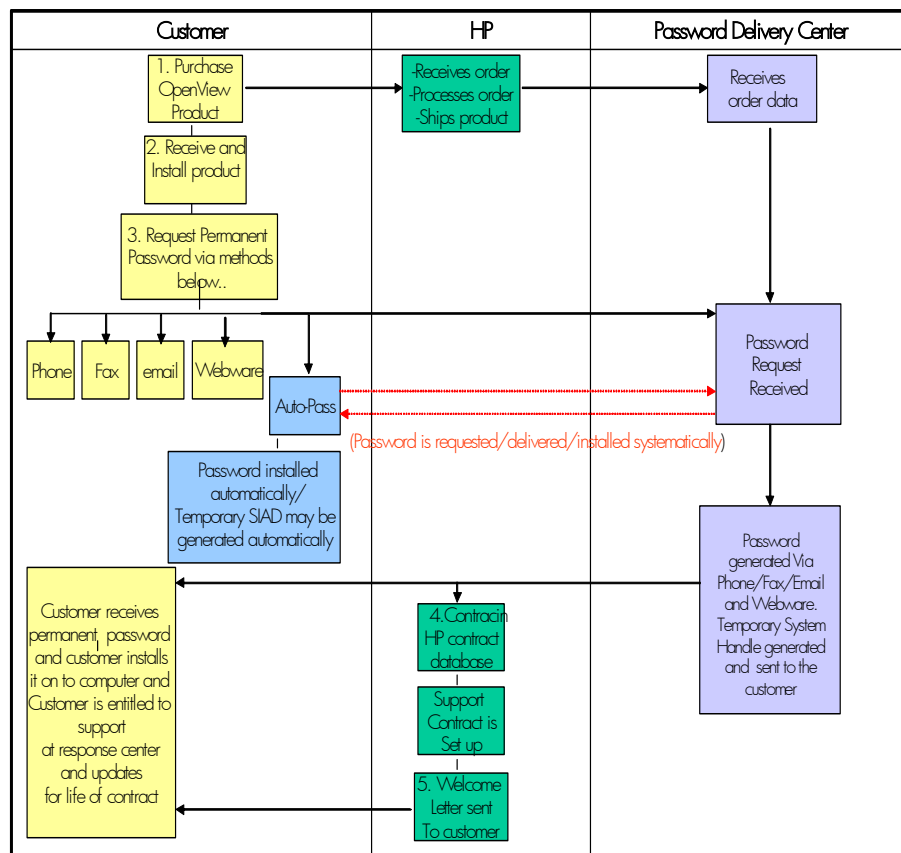 Customer
HP
Password Delivery Center
1. Purchase
OpenView
Product
-Receives order
-Processes order
-Ships product
Receives
order data
2. Receive and
Install product
3. Request Permanent
Password via methods
below..
Phone
Fax
email
Webware
Auto-Pass
Password
Request
Received
(Password is requested/delivered/installed systematically)
Password installed
automatically/
Temporary SIAD may be
generated automatically
Password
generated Via
Phone/Fax/Email
and Webware.
Temporary System
Handle generated
and sent to the
customer
Customer receives
permanent, password
and customer installs
it on to computer and
Customer is entitled to
support
at response center
and updates
for life of contract
4.Contracin
HP contract
database
Support
Contract is
Set up
5. Welcome
Letter sent
To customer